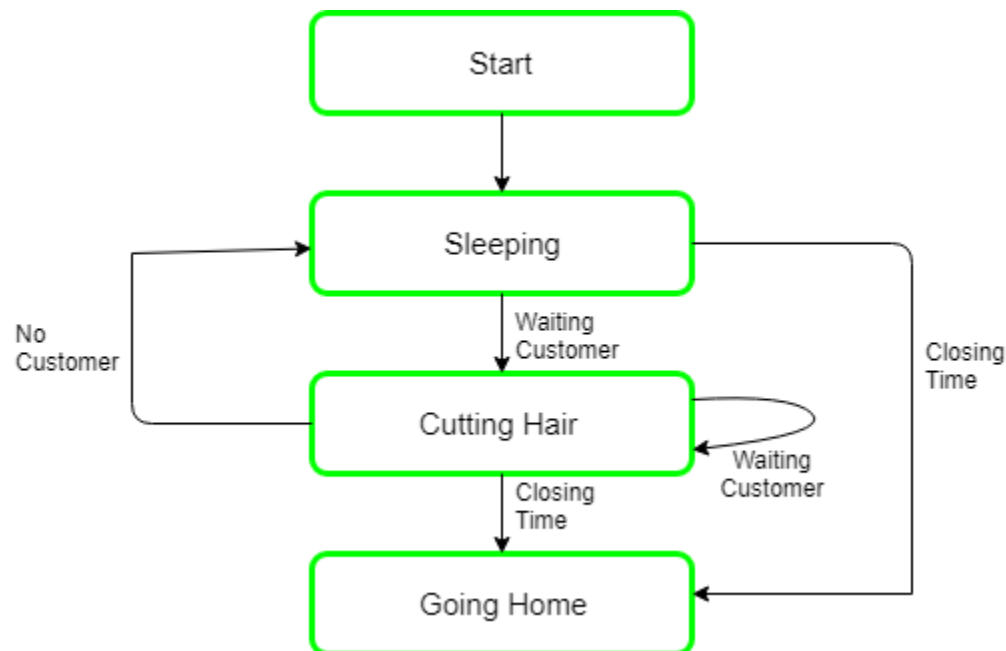 Start
Sleeping
Waiting
Customer
No
Customer
Closing
Time
Cutting Hair
Waiting
Customer
Closing
Time
Going Home